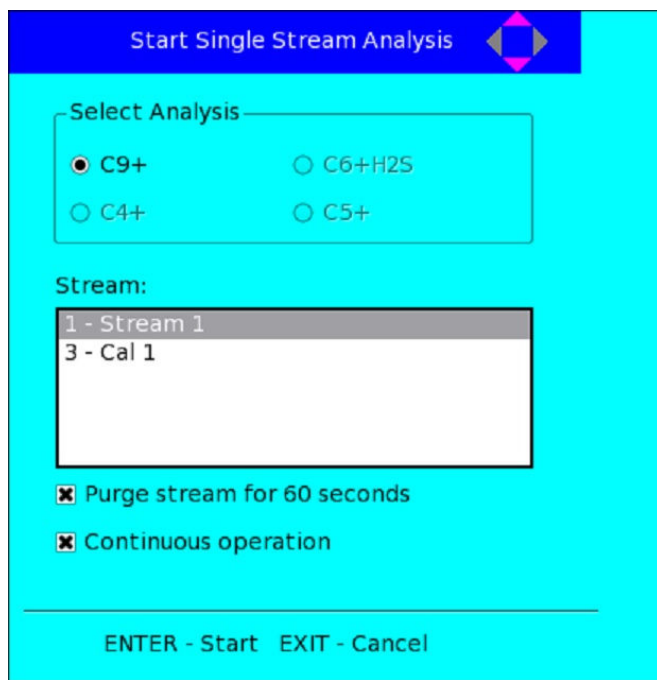 Start Single Stream Analysis
Select Analysis
C9+ C6+H2S
C4+ C5+
Stream:
1 - Stream 1
3 - Cal 1
Purge stream for 60 seconds
Continuous operation
ENTER - Start EXIT - Cancel